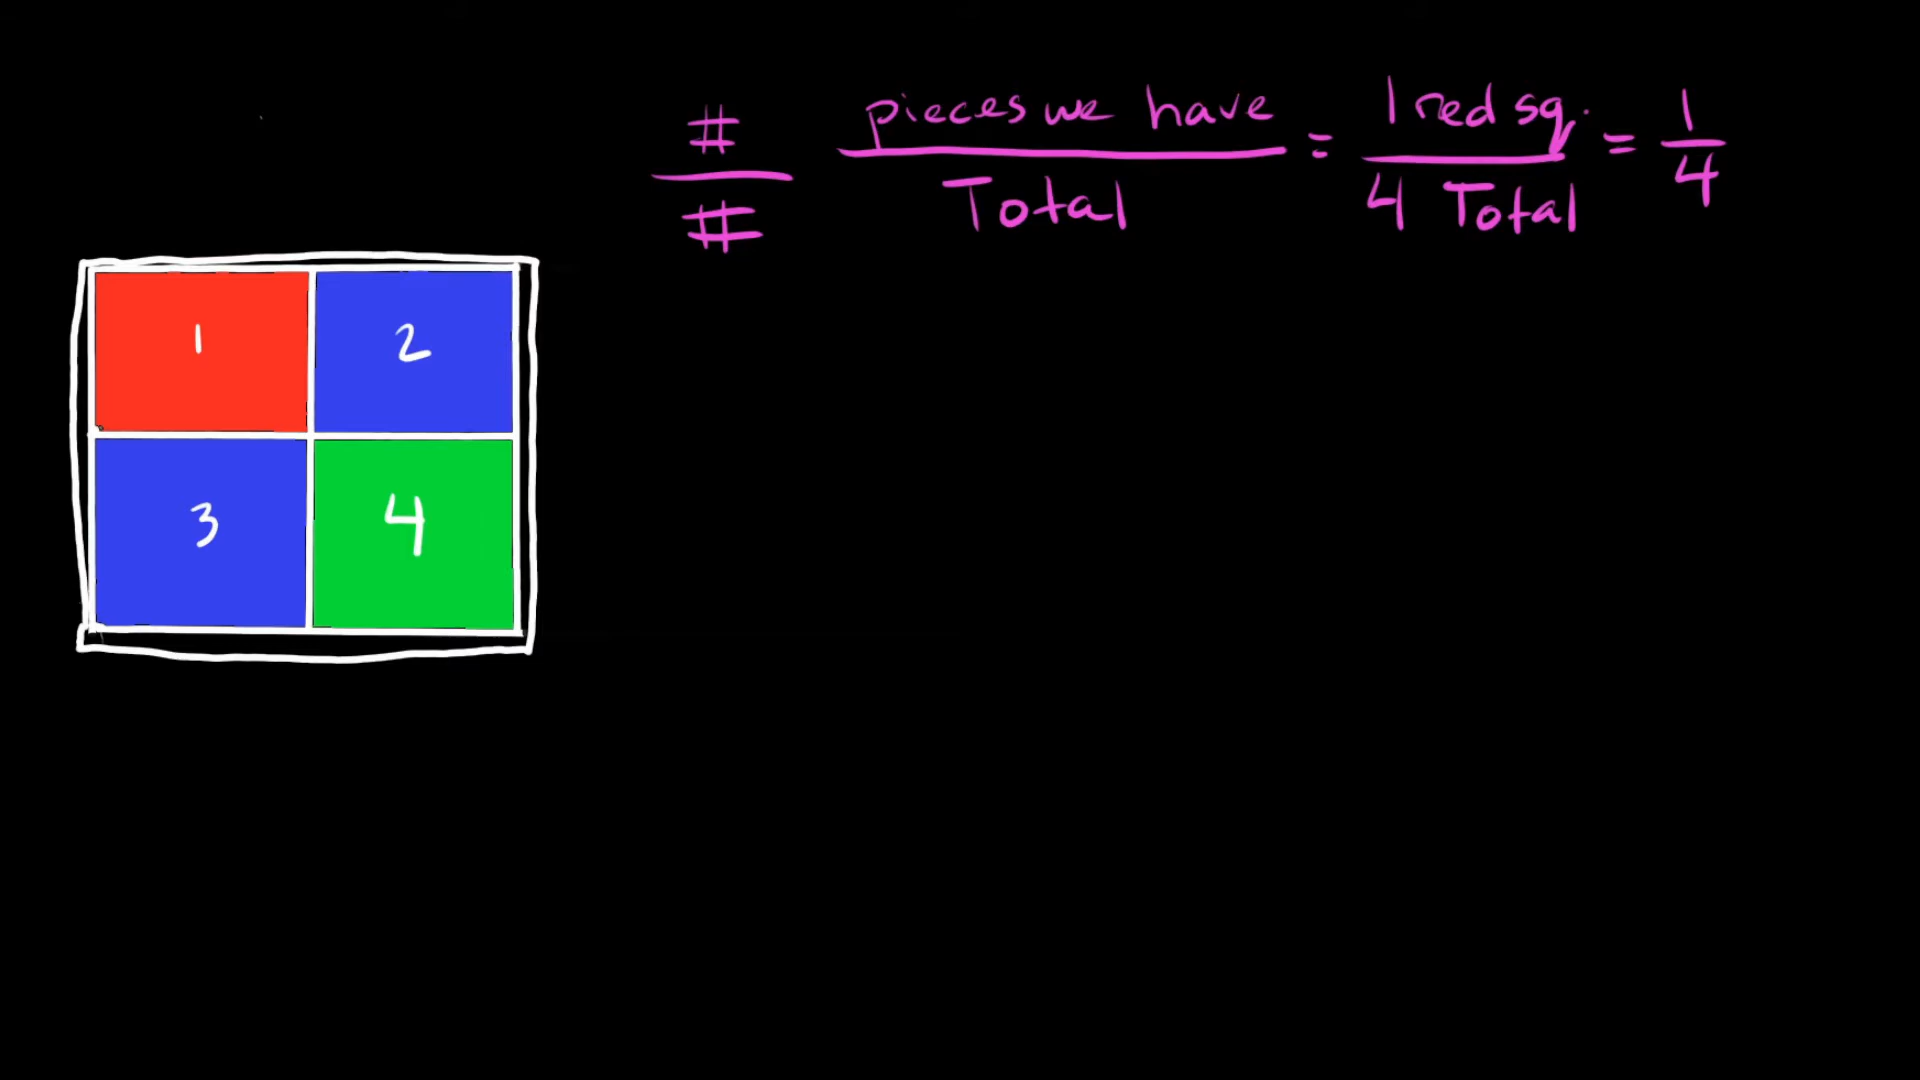 # / # pieces we have / Total = 1 red sq. / 4 Total = 1 / 4
1 2
3 4